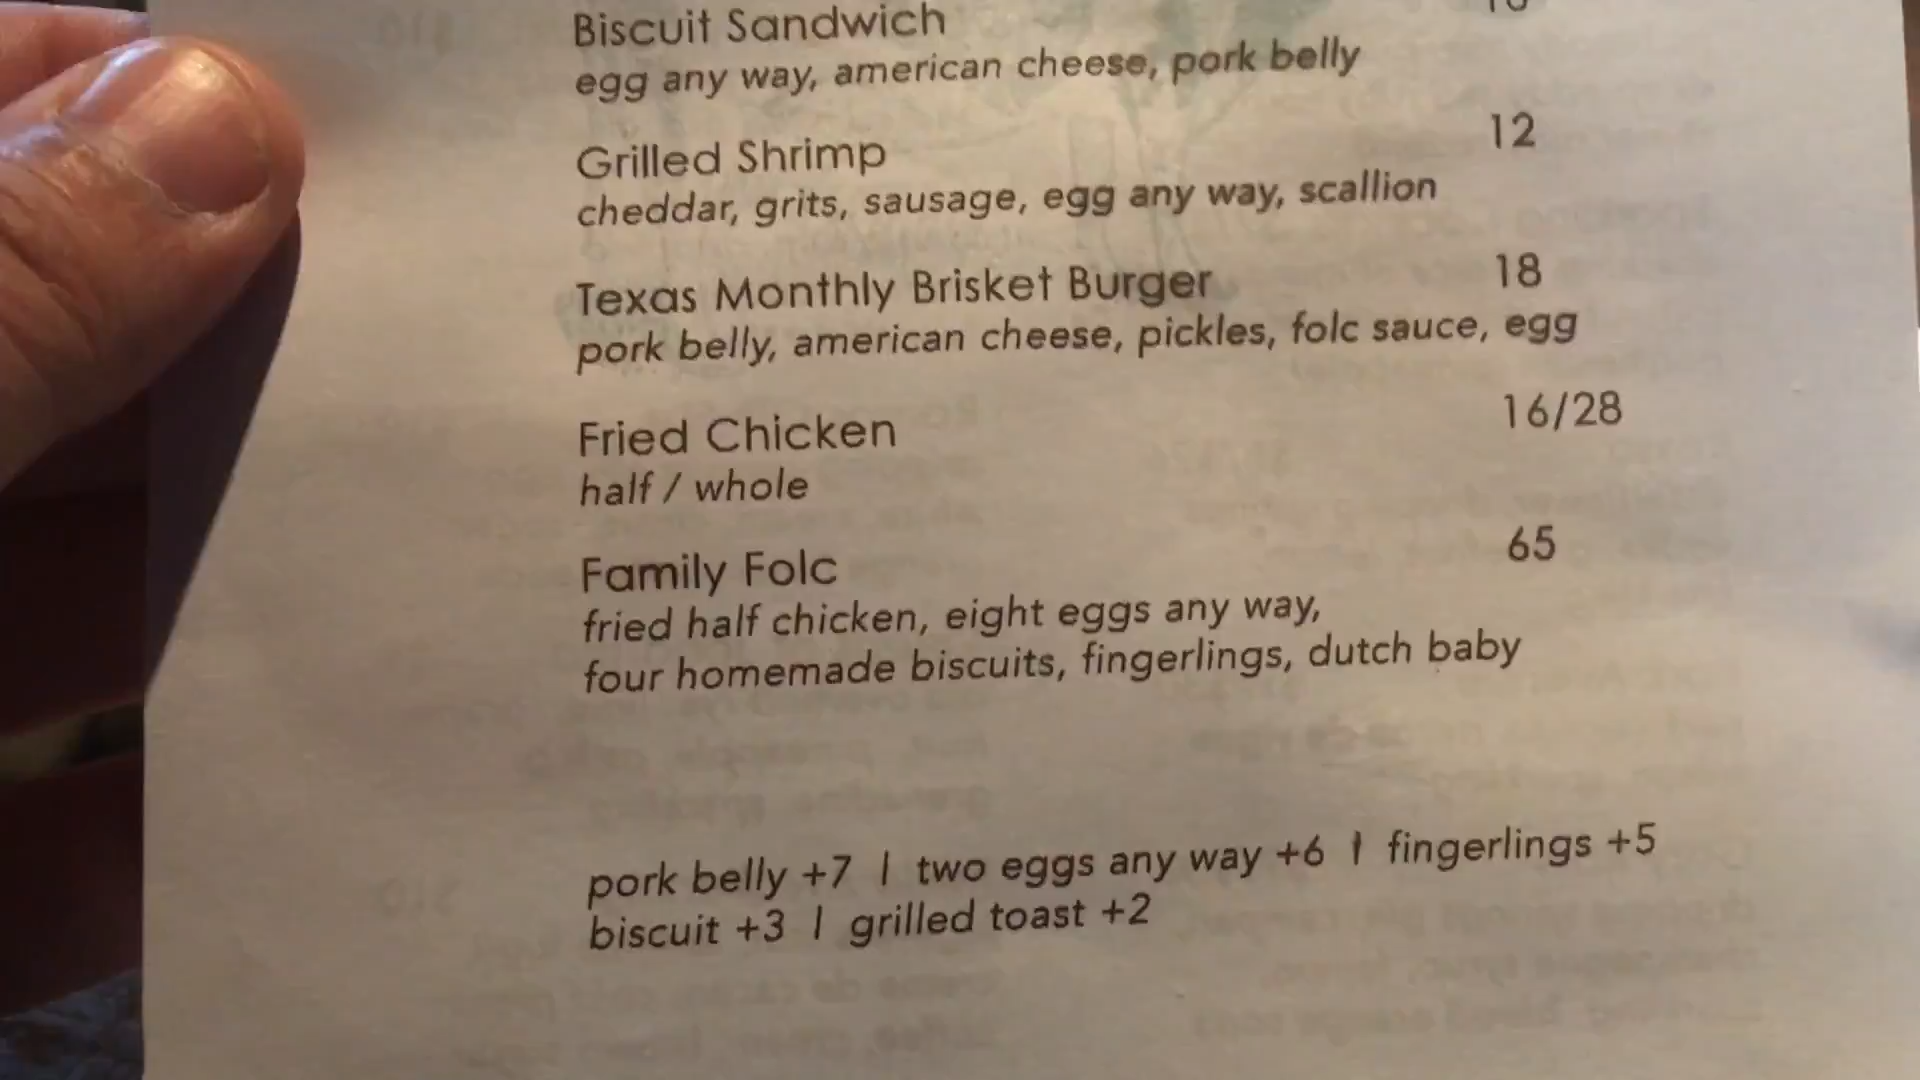 Biscuit Sandwich
egg any way, american cheese, pork belly
Grilled Shrimp 12
cheddar, grits, sausage, egg any way, scallion
Texas Monthly Brisket Burger 18
pork belly, american cheese, pickles, folc sauce, egg
Fried Chicken 16/28
half / whole
Family Folc 65
fried half chicken, eight eggs any way,
four homemade biscuits, fingerlings, dutch baby
pork belly +7 | two eggs any way +6 | fingerlings +5
biscuit +3 | grilled toast +2